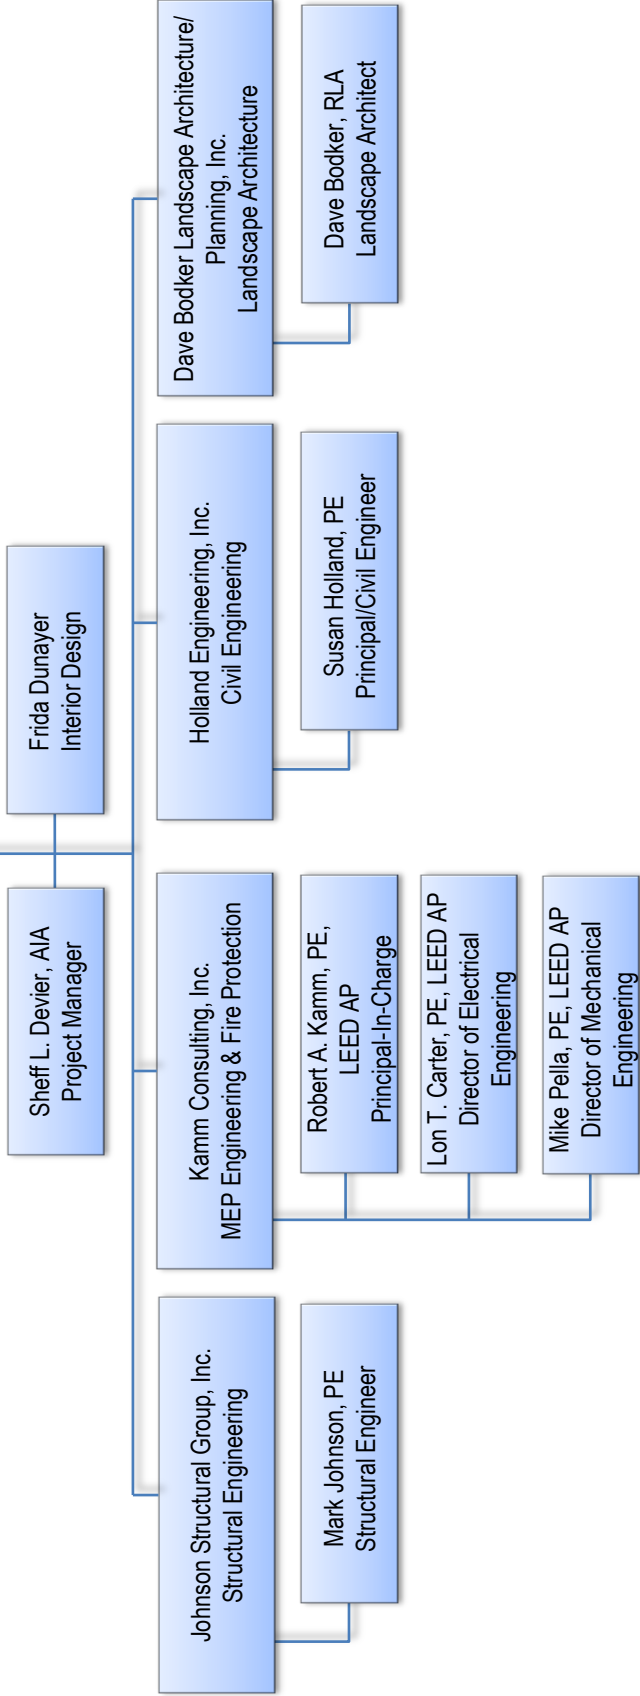 Sheff L. Devier, AIA
Project Manager
Frida Dunayer
Interior Design
Johnson Structural Group, Inc.
Structural Engineering
Mark Johnson, PE
Structural Engineer
Kamm Consulting, Inc.
MEP Engineering & Fire Protection
Robert A. Kamm, PE,
LEED AP
Principal-In-Charge
Lon T. Carter, PE, LEED AP
Director of Electrical
Engineering
Mike Pella, PE, LEED AP
Director of Mechanical
Engineering
Holland Engineering, Inc.
Civil Engineering
Susan Holland, PE
Principal/Civil Engineer
Dave Bodker Landscape Architecture/
Planning, Inc.
Landscape Architecture
Dave Bodker, RLA
Landscape Architect